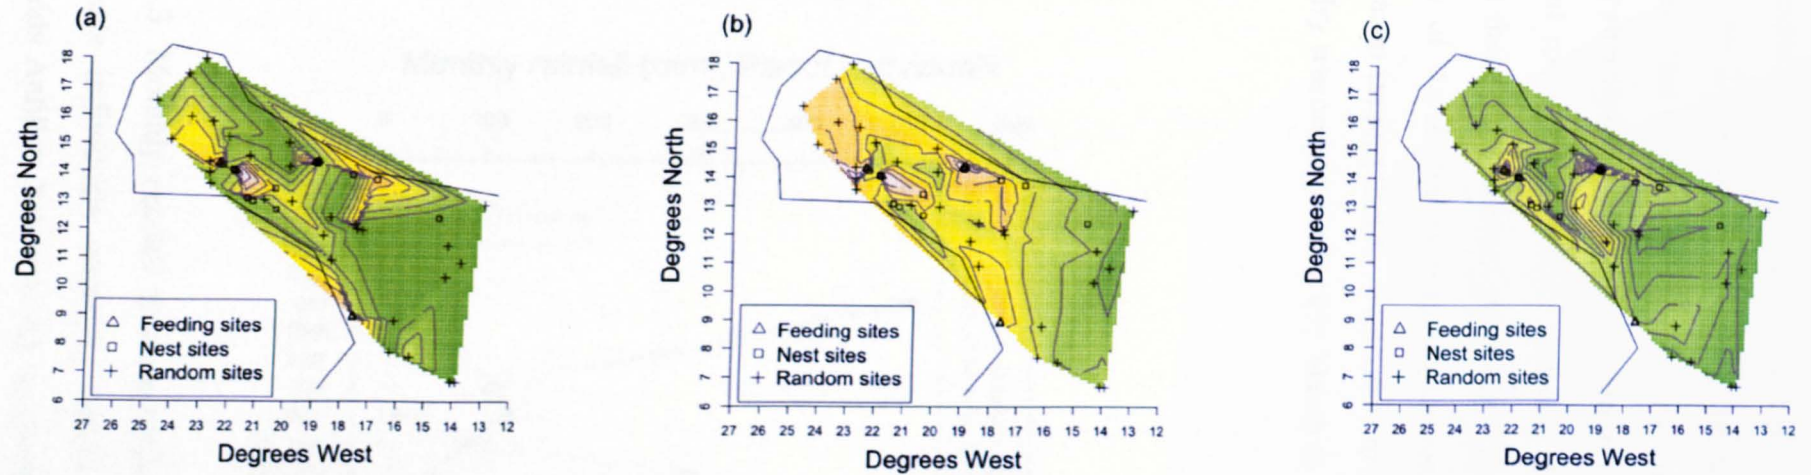 (a)
18
17
16
15
14
13
12
11
10
9
8
7
6
Degrees North
△ Feeding sites
□ Nest sites
+ Random sites
27 26 25 24 23 22 21 20 19 18 17 16 15 14 13 12
Degrees West
(b)
18
17
16
15
14
13
12
11
10
9
8
7
6
Degrees North
△ Feeding sites
□ Nest sites
+ Random sites
27 26 25 24 23 22 21 20 19 18 17 16 15 14 13 12
Degrees West
(c)
18
17
16
15
14
13
12
11
10
9
8
7
6
Degrees North
△ Feeding sites
□ Nest sites
+ Random sites
27 26 25 24 23 22 21 20 19 18 17 16 15 14 13 12
Degrees West